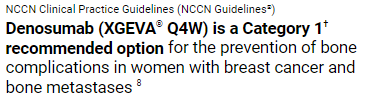 NCCN Clinical Practice Guidelines (NCCN Guidelines®)
Denosumab (XGEVA® Q4W) is a Category 1†
recommended option for the prevention of bone
complications in women with breast cancer and
bone metastases 8